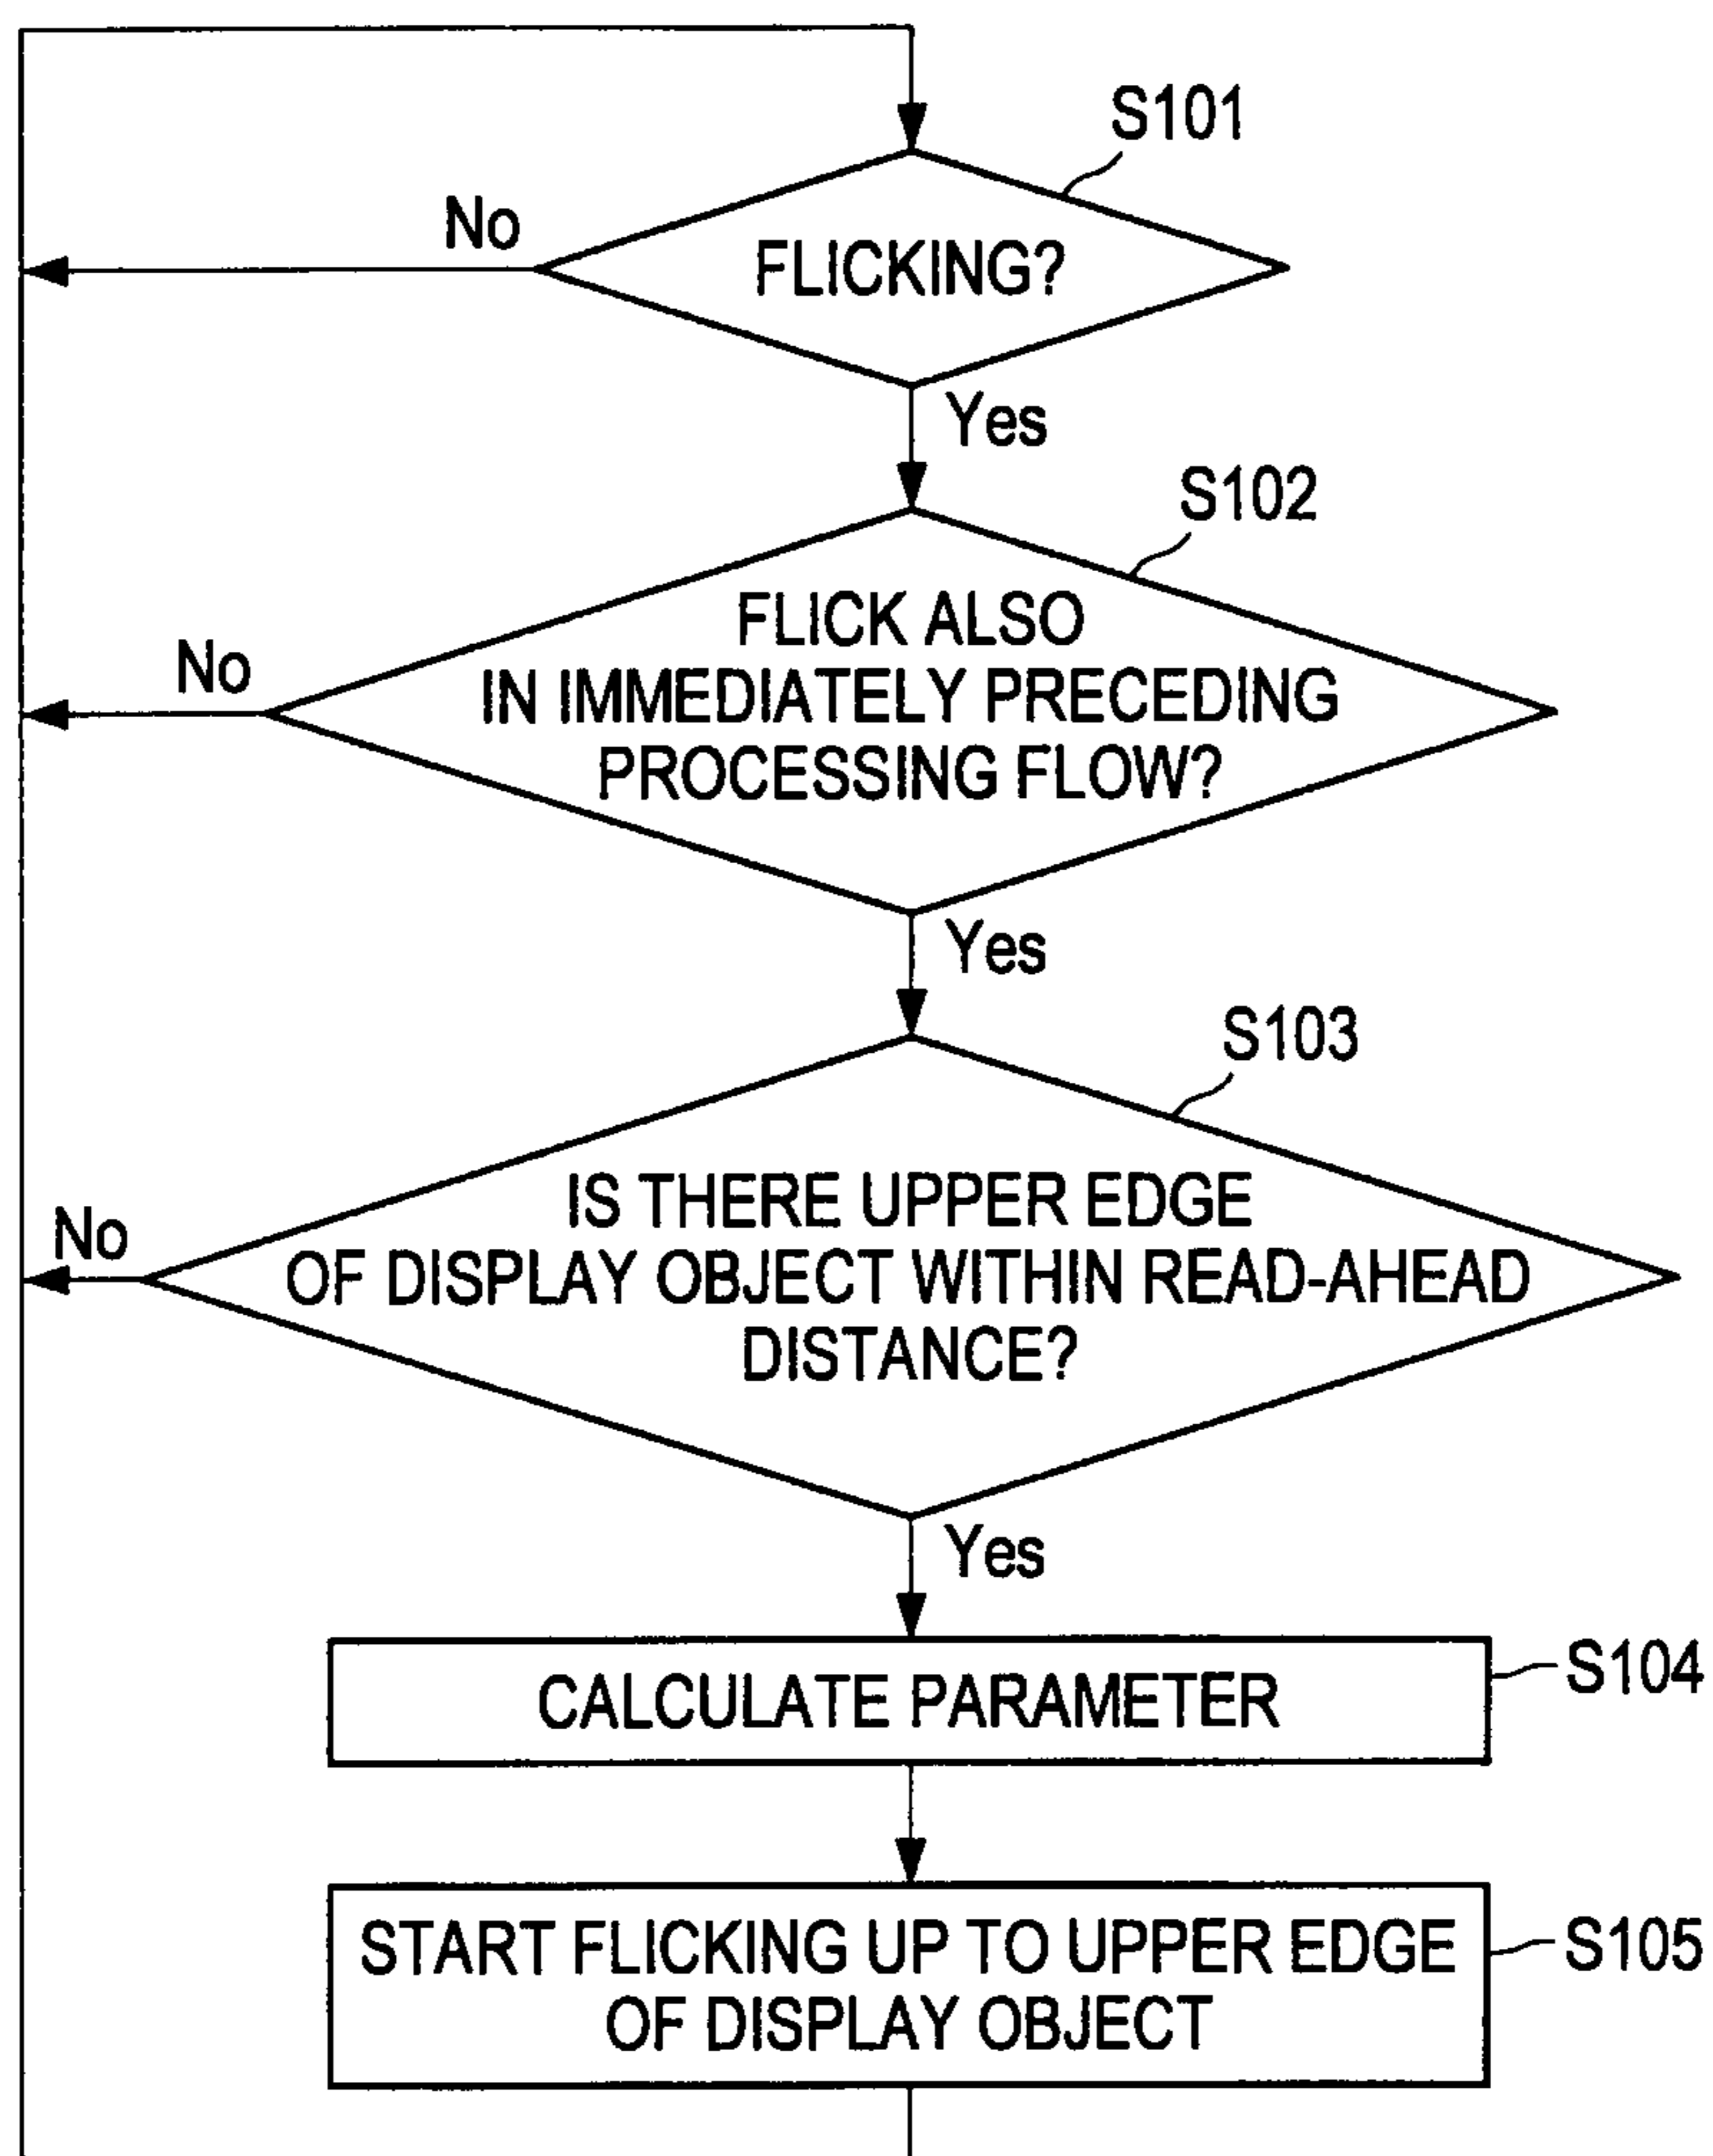 S101
No
FLICKING?
Yes
S102
FLICK ALSO
No
IN IMMEDIATELY PRECEDING
PROCESSING FLOW?
Yes
S103
IS THERE UPPER EDGE
No
OF DISPLAY OBJECT WITHIN READ-AHEAD
DISTANCE?
Yes
CALCULATE PARAMETER
S104
START FLICKING UP TO UPPER EDGE
S105
OF DISPLAY OBJECT